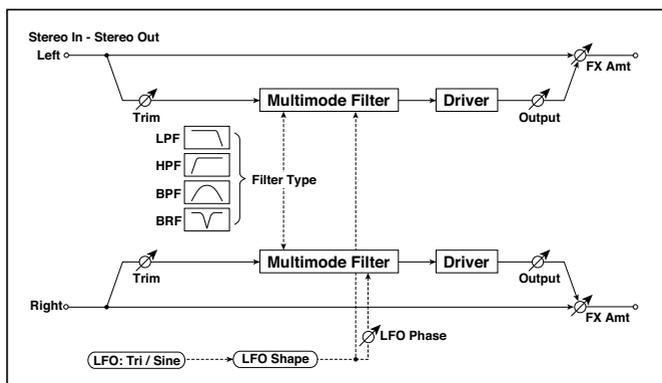 Stereo In - Stereo Out
Left
FX Amt
Trim
Multimode Filter
Driver
Output
LPF
HPF
BPF
BRF
Filter Type
Trim
Multimode Filter
Driver
Output
Right
FX Amt
LFO Phase
LFO: Tri / Sine
LFO Shape